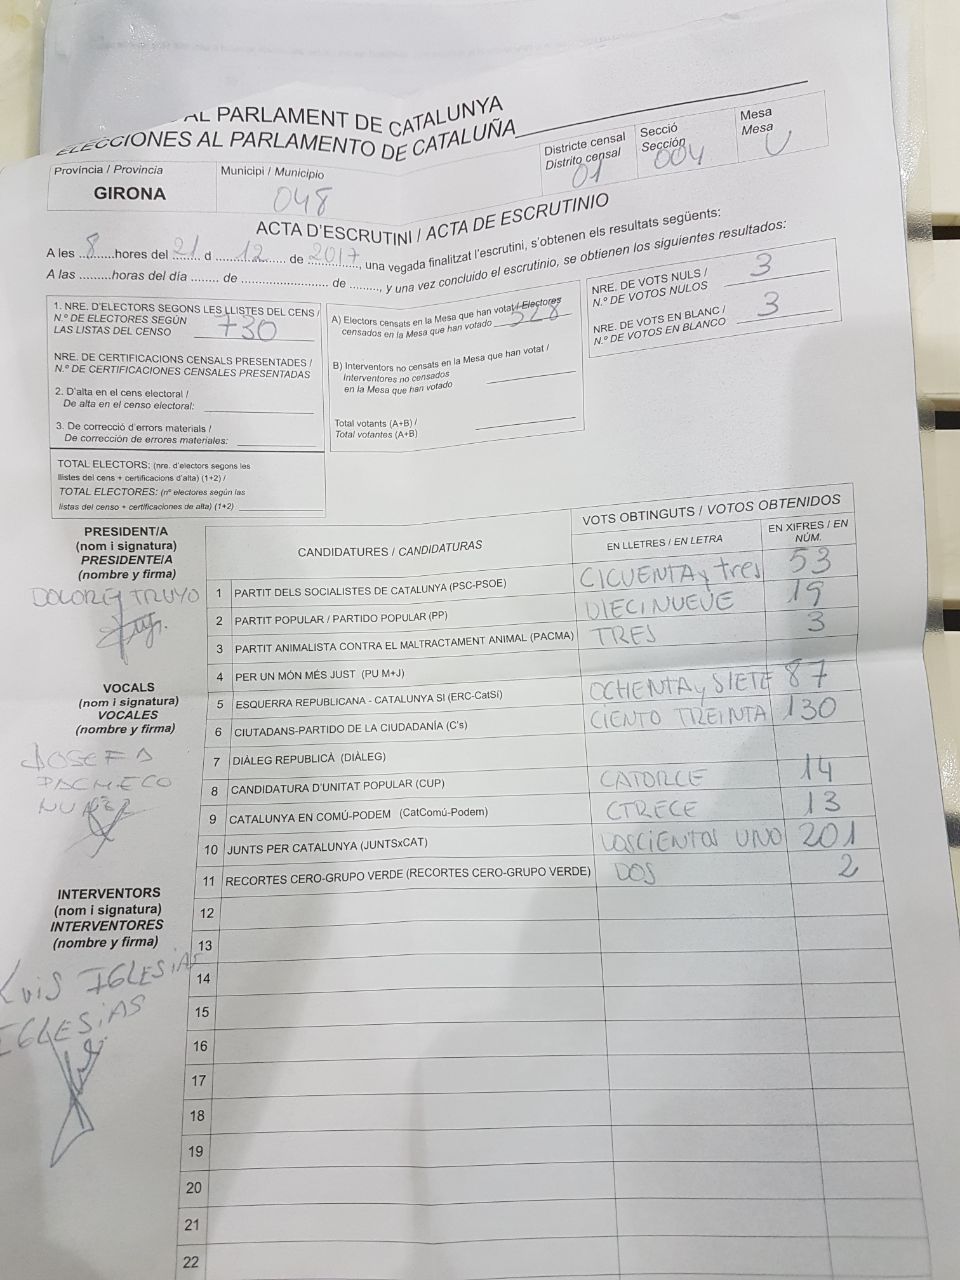 AL PARLAMENT DE CATALUNYA
ELECCIONES AL PARLAMENTO DE CATALUÑA
Província / Provincia
GIRONA
Municipi / Municipio
048
Districte censal
Distrito censal
01
Secció
Sección
004
Mesa
Mesa
U
ACTA D'ESCRUTINI / ACTA DE ESCRUTINIO
A les 8 hores del 21 d 12 de 2017, una vegada finalitzat l'escrutini, s'obtenen els resultats següents:
A las ......... horas del día ........ de .......................... de ........, y una vez concluido el escrutinio, se obtienen los siguientes resultados:
1. NRE. D'ELECTORS SEGONS LES LLISTES DEL CENS /
N.º DE ELECTORES SEGÚN
LAS LISTAS DEL CENSO 730
NRE. DE CERTIFICACIONS CENSALS PRESENTADES /
N.º DE CERTIFICACIONES CENSALES PRESENTADAS
2. D'alta en el cens electoral /
De alta en el censo electoral:
3. De correcció d'errors materials /
De corrección de errores materiales:
TOTAL ELECTORS: (nre. d'electors segons les
llistes del cens + certificacions d'alta) (1+2) /
TOTAL ELECTORES: (nº electores según las
listas del censo + certificaciones de alta) (1+2)
A) Electors censats en la Mesa que han votat / Electores
censados en la Mesa que han votado 528
B) Interventors no censats en la Mesa que han votat /
Interventores no censados
en la Mesa que han votado
Total votants (A+B) /
Total votantes (A+B)
NRE. DE VOTS NULS /
N.º DE VOTOS NULOS 3
NRE. DE VOTS EN BLANC /
N.º DE VOTOS EN BLANCO 3
PRESIDENT/A
(nom i signatura)
PRESIDENTE/A
(nombre y firma)
DOLORES TRUYO
VOCALS
(nom i signatura)
VOCALES
(nombre y firma)
JOSEFA
PACHECO
INTERVENTORS
(nom i signatura)
INTERVENTORES
(nombre y firma)
LUIS IGLESIAS
IGLESIAS
CANDIDATURES / CANDIDATURAS
VOTS OBTINGUTS / VOTOS OBTENIDOS
EN LLETRES / EN LETRA
EN XIFRES / EN
NÚM.
1 PARTIT DELS SOCIALISTES DE CATALUNYA (PSC-PSOE) CICUENTA y tres 53
2 PARTIT POPULAR / PARTIDO POPULAR (PP) DIECINUEVE 19
3 PARTIT ANIMALISTA CONTRA EL MALTRACTAMENT ANIMAL (PACMA) TRES 3
4 PER UN MÓN MÉS JUST (PU M+J)
5 ESQUERRA REPUBLICANA - CATALUNYA SI (ERC-CatSí) OCHENTA y SIETE 87
6 CIUTADANS-PARTIDO DE LA CIUDADANÍA (C's) CIENTO TREINTA 130
7 DIÀLEG REPUBLICÀ (DIÀLEG)
8 CANDIDATURA D'UNITAT POPULAR (CUP) CATORCE 14
9 CATALUNYA EN COMÚ-PODEM (CatComú-Podem) CTRECE 13
10 JUNTS PER CATALUNYA (JUNTSxCAT) DOSCIENTOS UNO 201
11 RECORTES CERO-GRUPO VERDE (RECORTES CERO-GRUPO VERDE) DOS 2
12
13
14
15
16
17
18
19
20
21
22